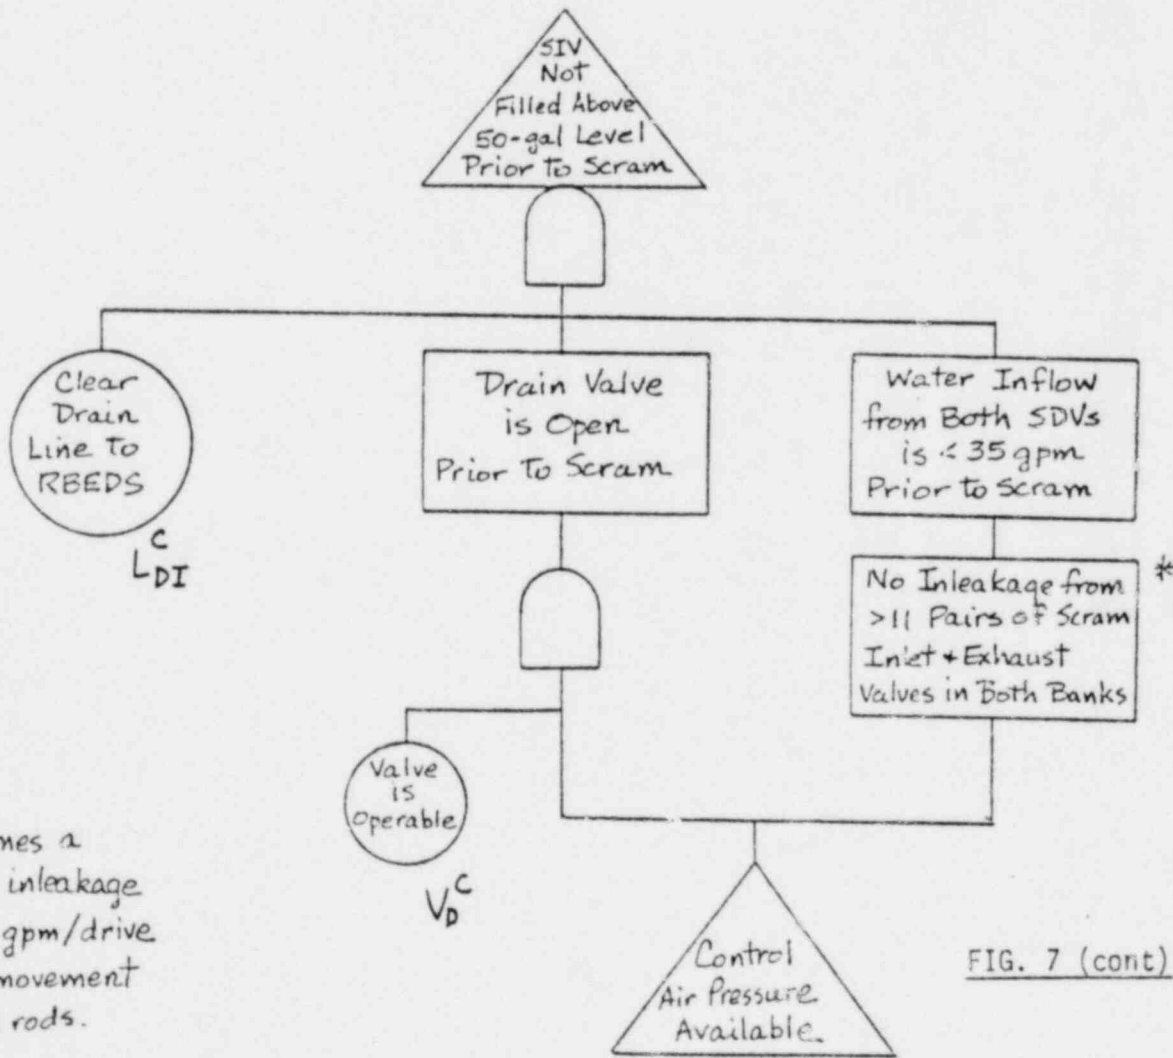 SIV
Not
Filled Above
50-gal Level
Prior To Scram
Clear
Drain
Line To
RBEDS
L_DI^C
Drain Valve
is Open
Prior To Scram
Water Inflow
from Both SDVs
is < 35 gpm
Prior to Scram
No Inleakage from *
>11 Pairs of Scram
Inlet + Exhaust
Valves in Both Banks
Valve
is
Operable
V_D^C
mes a
inleakage
gpm/drive
movement
rods.
Control
Air Pressure
Available.
FIG. 7 (cont)